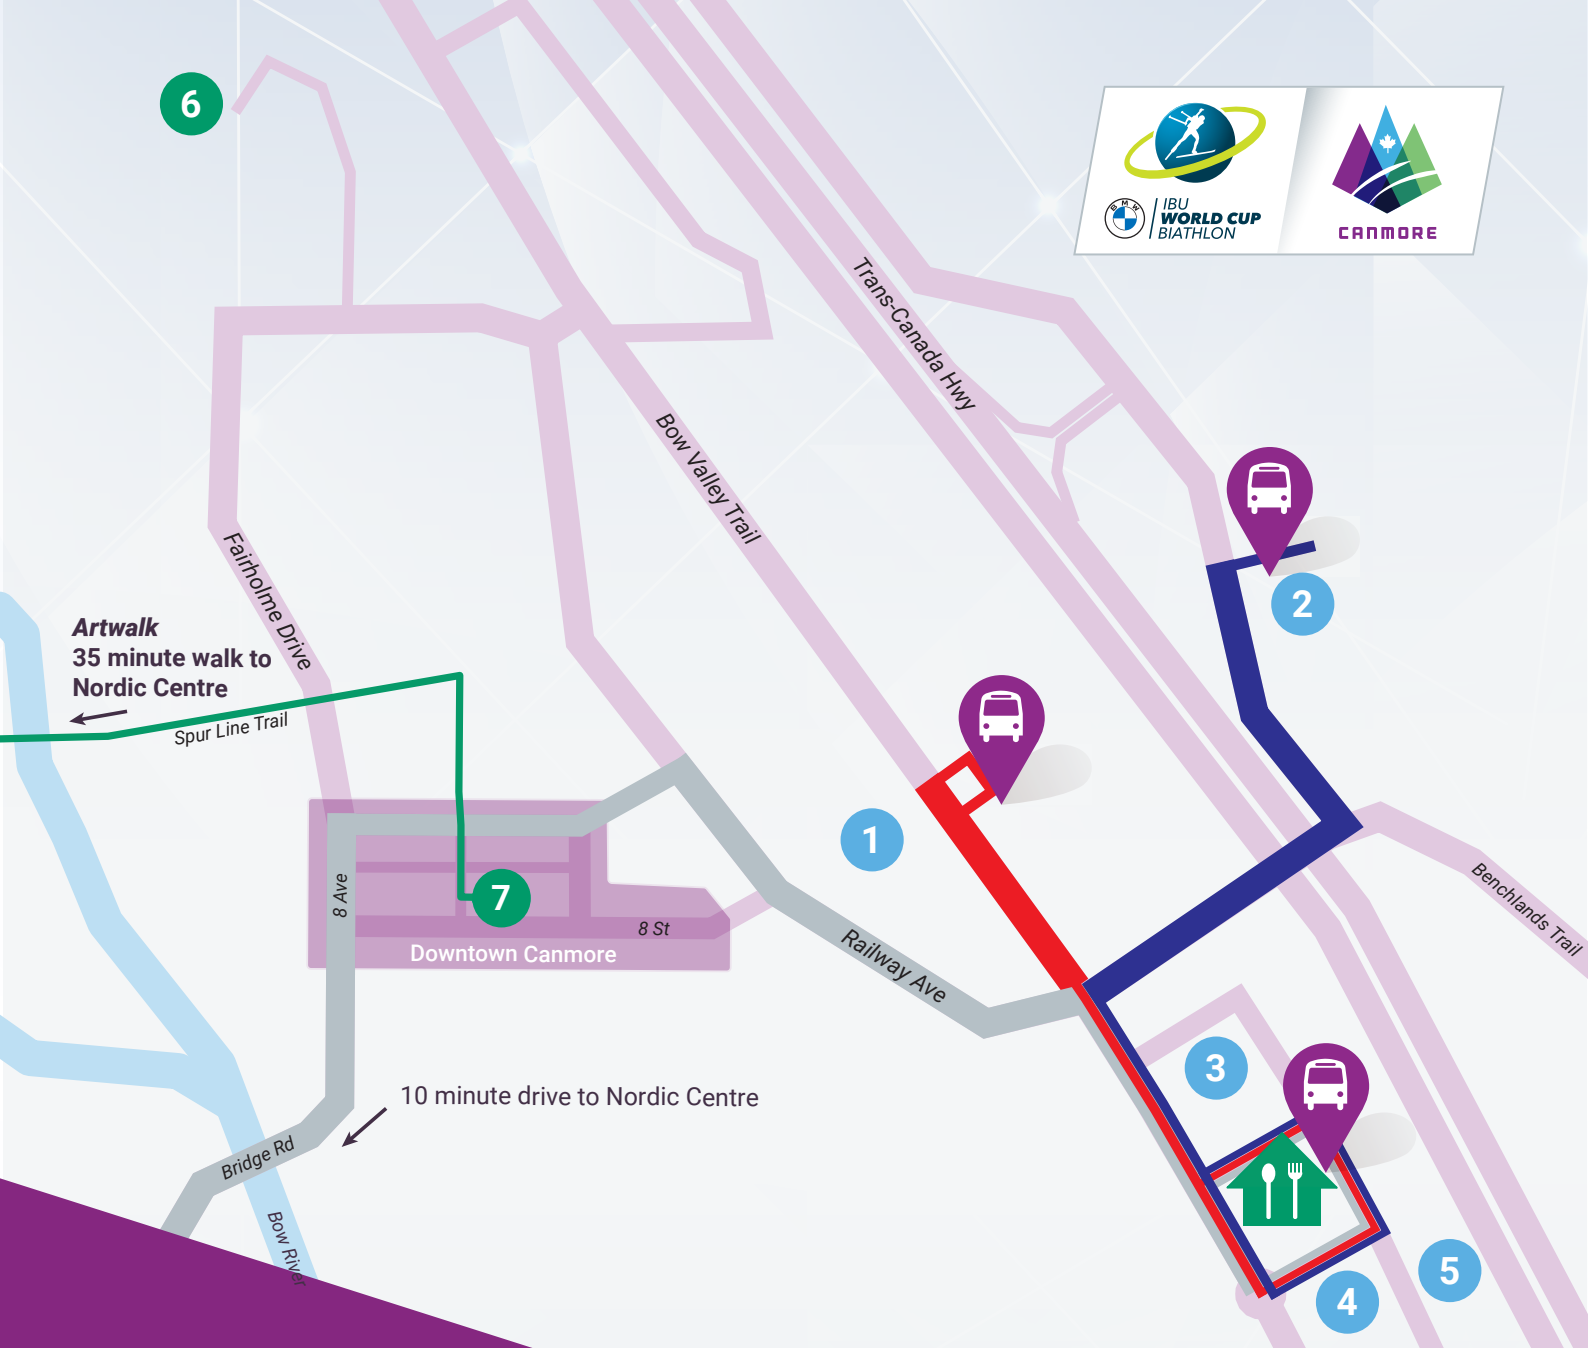 6
BMW
IBU
WORLD CUP
BIATHLON
CANMORE
Trans-Canada Hwy
Bow Valley Trail
2
Fairholme Drive
Artwalk
35 minute walk to
Nordic Centre
Spur Line Trail
1
Benchlands Trail
8 Ave
7
8 St
Downtown Canmore
Railway Ave
3
10 minute drive to Nordic Centre
Bridge Rd
Bow River
5
4